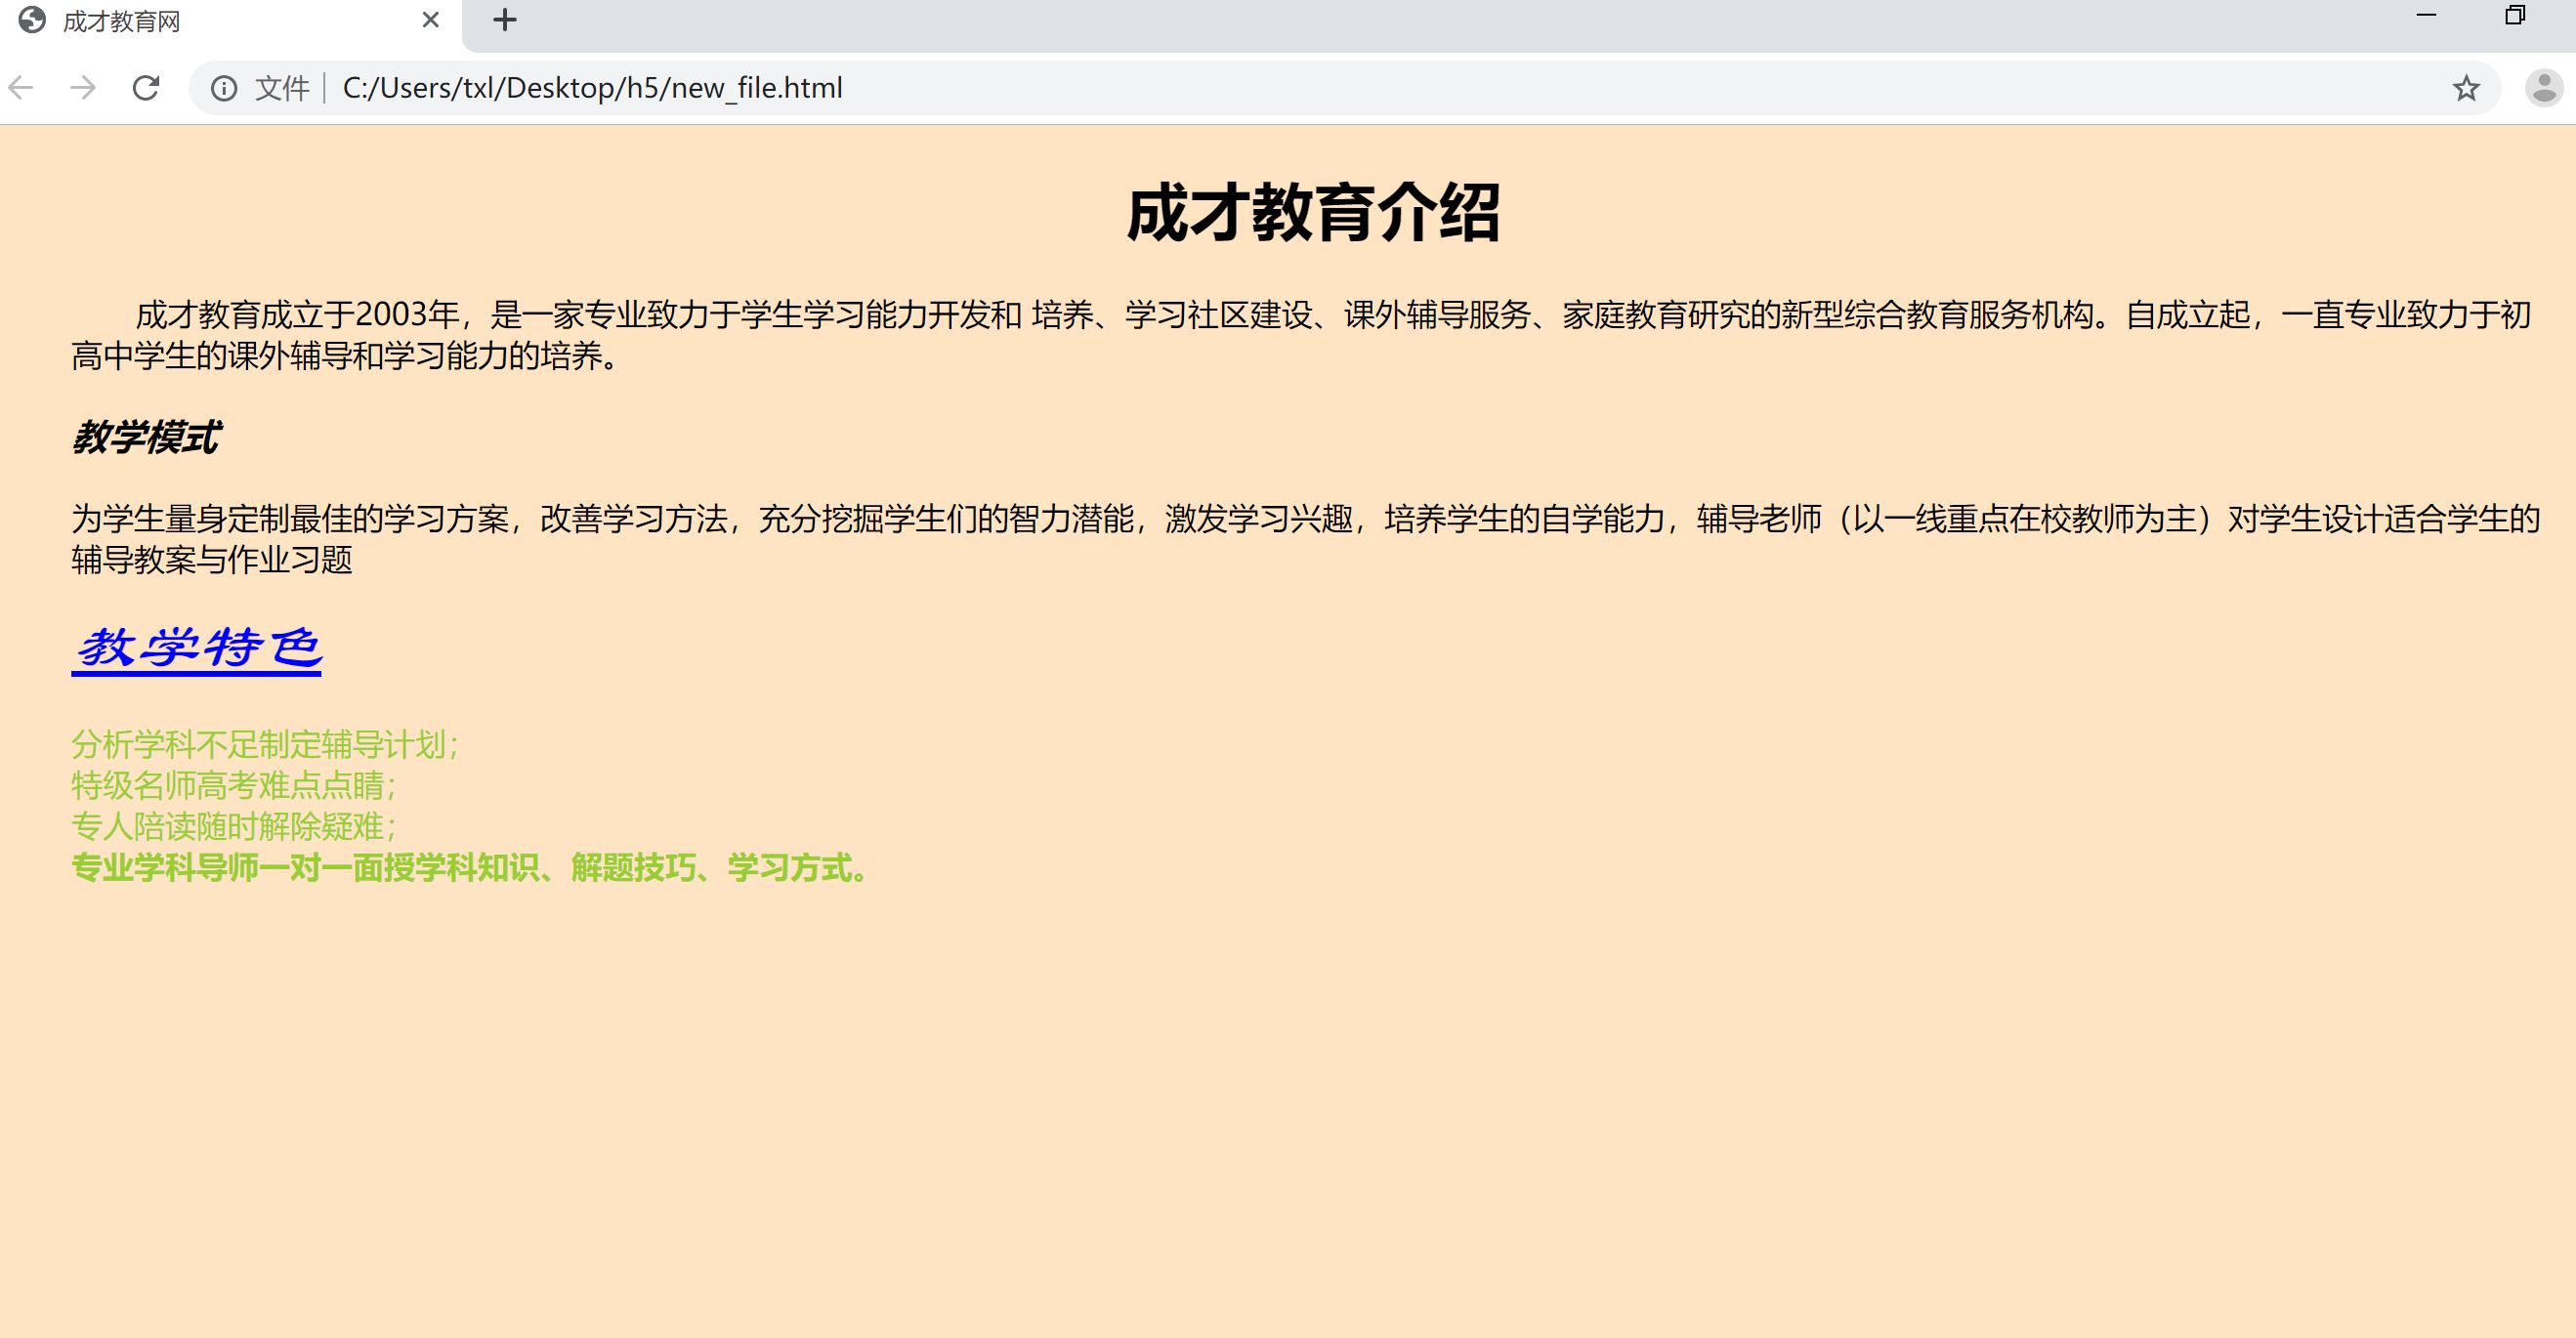 成才教育网
文件 C:/Users/txl/Desktop/h5/new_file.html
成才教育介绍
成才教育成立于2003年，是一家专业致力于学生学习能力开发和 培养、学习社区建设、课外辅导服务、家庭教育研究的新型综合教育服务机构。自成立起，一直专业致力于初
高中学生的课外辅导和学习能力的培养。
教学模式
为学生量身定制最佳的学习方案，改善学习方法，充分挖掘学生们的智力潜能，激发学习兴趣，培养学生的自学能力，辅导老师（以一线重点在校教师为主）对学生设计适合学生的
辅导教案与作业习题
教学特色
分析学科不足制定辅导计划；
特级名师高考难点点睛；
专人陪读随时解除疑难；
专业学科导师一对一面授学科知识、解题技巧、学习方式。